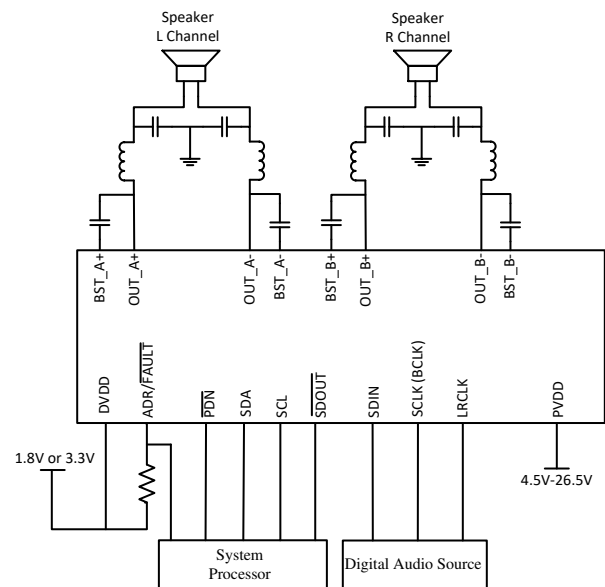 Speaker
L Channel
Speaker
R Channel
BST_A+
OUT_A+
OUT_A-
BST_A-
BST_B+
OUT_B+
OUT_B-
BST_B-
DVDD
ADR/FAULT
PDN
SDA
SCL
SDOUT
SDIN
SCLK (BCLK)
LRCLK
PVDD
1.8V or 3.3V
4.5V-26.5V
System
Processor
Digital Audio Source